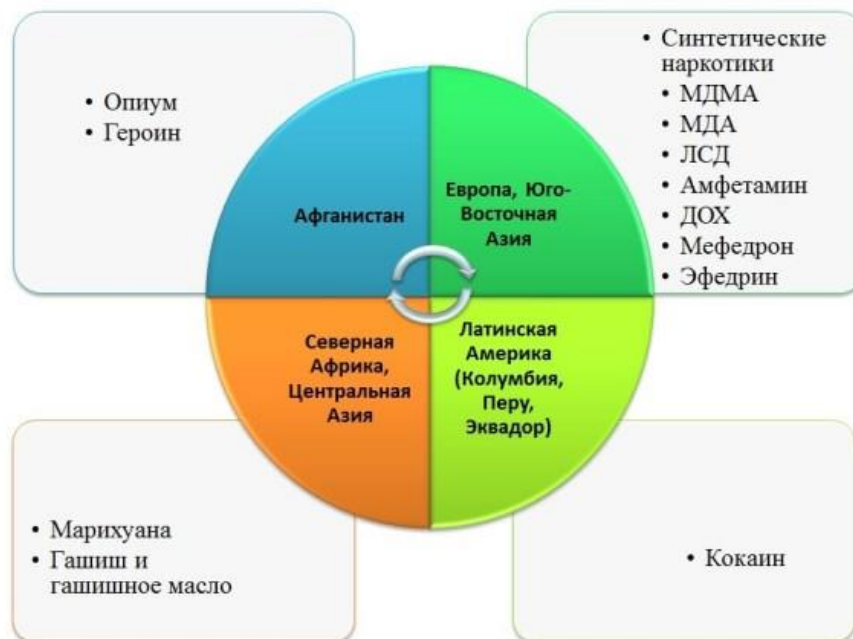 • Опиум
• Героин
• Синтетические
наркотики
• МДМА
• МДА
• ЛСД
• Амфетамин
• ДОХ
• Мефедрон
• Эфедрин
Афганистан
Европа, Юго-
Восточная
Азия
Северная
Африка,
Центральная
Азия
Латинская
Америка
(Колумбия,
Перу,
Эквадор)
• Марихуана
• Гашиш и
гашишное масло
• Кокаин